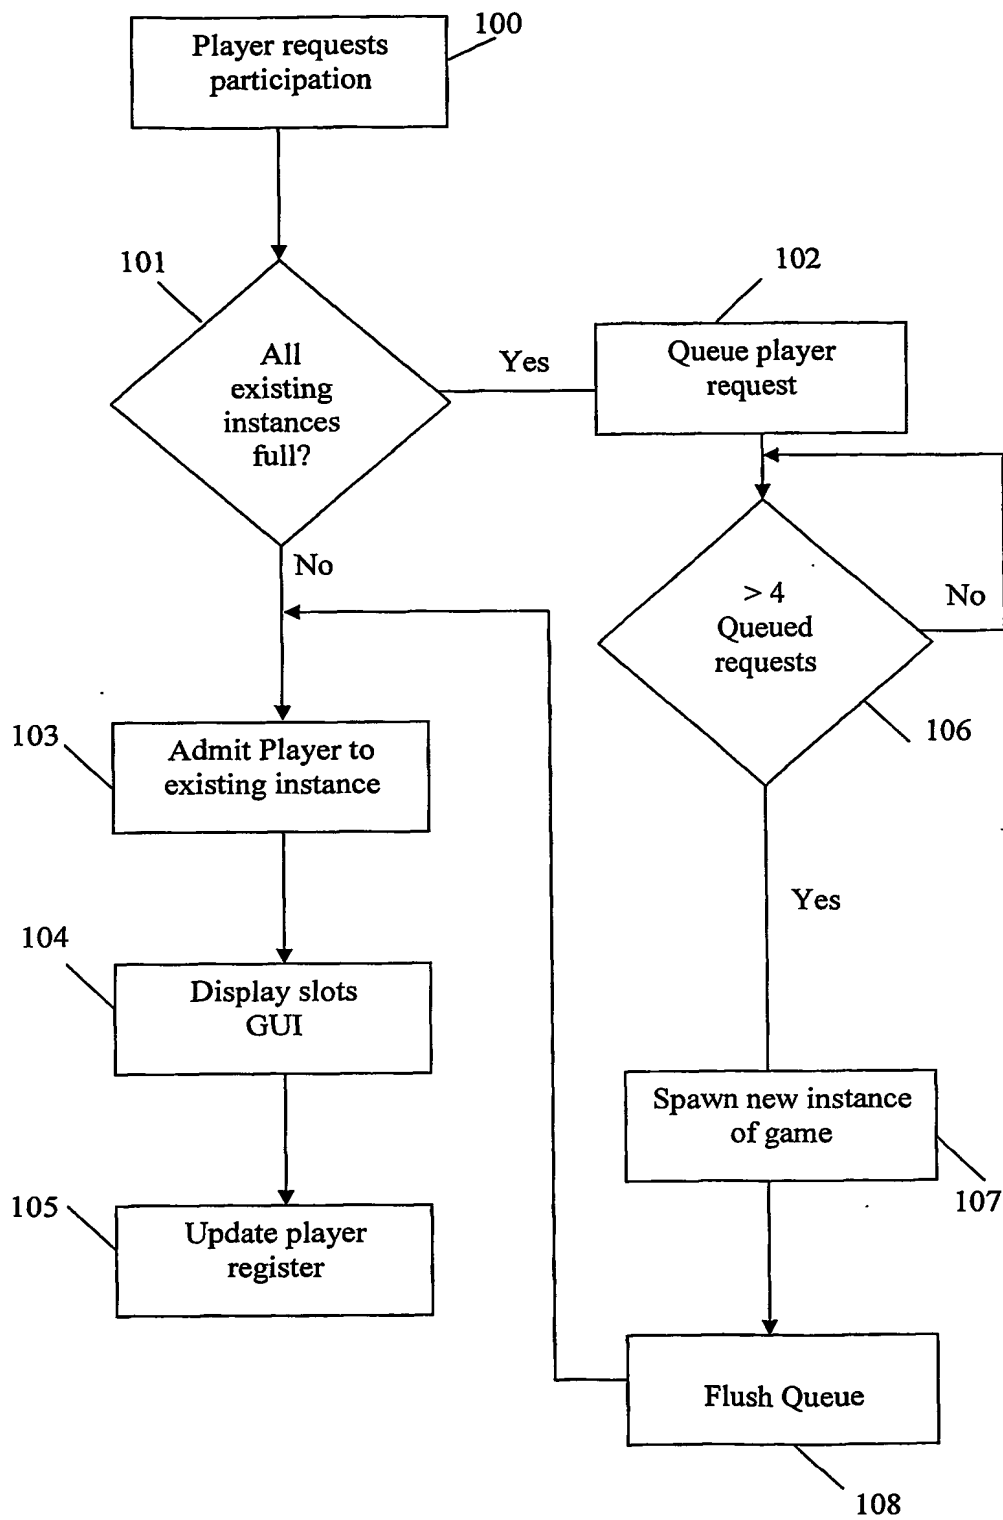 Player requests
participation
100
101
All
existing
instances
full?
Yes
102
Queue player
request
No
> 4
Queued
requests
No
106
103
Admit Player to
existing instance
Yes
104
Display slots
GUI
Spawn new instance
of game
107
105
Update player
register
Flush Queue
108